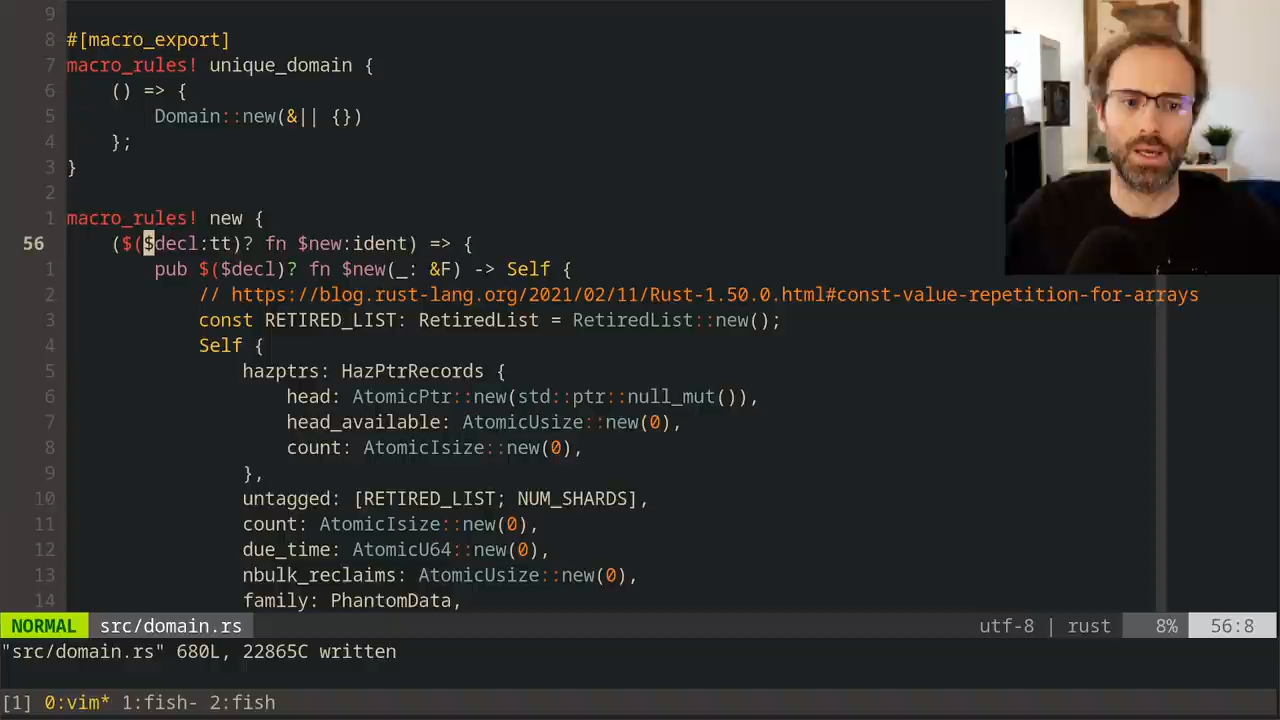 9
8 #[macro_export]
7 macro_rules! unique_domain {
6     () => {
5         Domain::new(&|| {})
4     };
3 }
2
1 macro_rules! new {
56     ($($decl:tt)? fn $new:ident) => {
1         pub $($decl)? fn $new(_: &F) -> Self {
2             // https://blog.rust-lang.org/2021/02/11/Rust-1.50.0.html#const-value-repetition-for-arrays
3             const RETIRED_LIST: RetiredList = RetiredList::new();
4             Self {
5                 hazptrs: HazPtrRecords {
6                     head: AtomicPtr::new(std::ptr::null_mut()),
7                     head_available: AtomicUsize::new(0),
8                     count: AtomicIsize::new(0),
9                 },
10                 untagged: [RETIRED_LIST; NUM_SHARDS],
11                 count: AtomicIsize::new(0),
12                 due_time: AtomicU64::new(0),
13                 nbulk_reclaims: AtomicUsize::new(0),
14                 family: PhantomData,
NORMAL src/domain.rs utf-8 | rust 8% 56:8
"src/domain.rs" 680L, 22865C written
[1] 0:vim* 1:fish- 2:fish